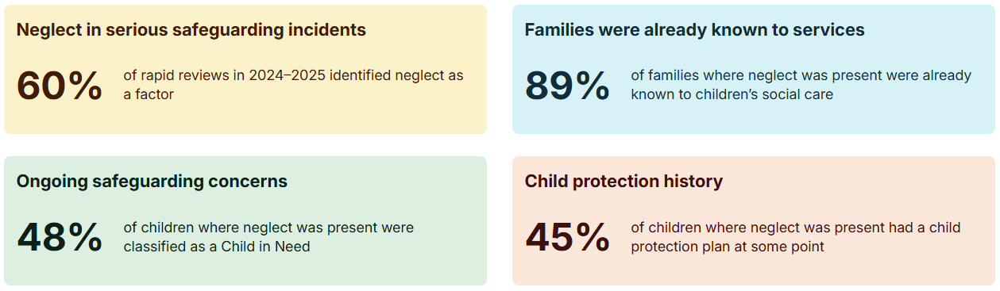 Neglect in serious safeguarding incidents
60%
of rapid reviews in 2024–2025 identified neglect as
a factor
Families were already known to services
89%
of families where neglect was present were already
known to children’s social care
Ongoing safeguarding concerns
48%
of children where neglect was present were
classified as a Child in Need
Child protection history
45%
of children where neglect was present had a child
protection plan at some point